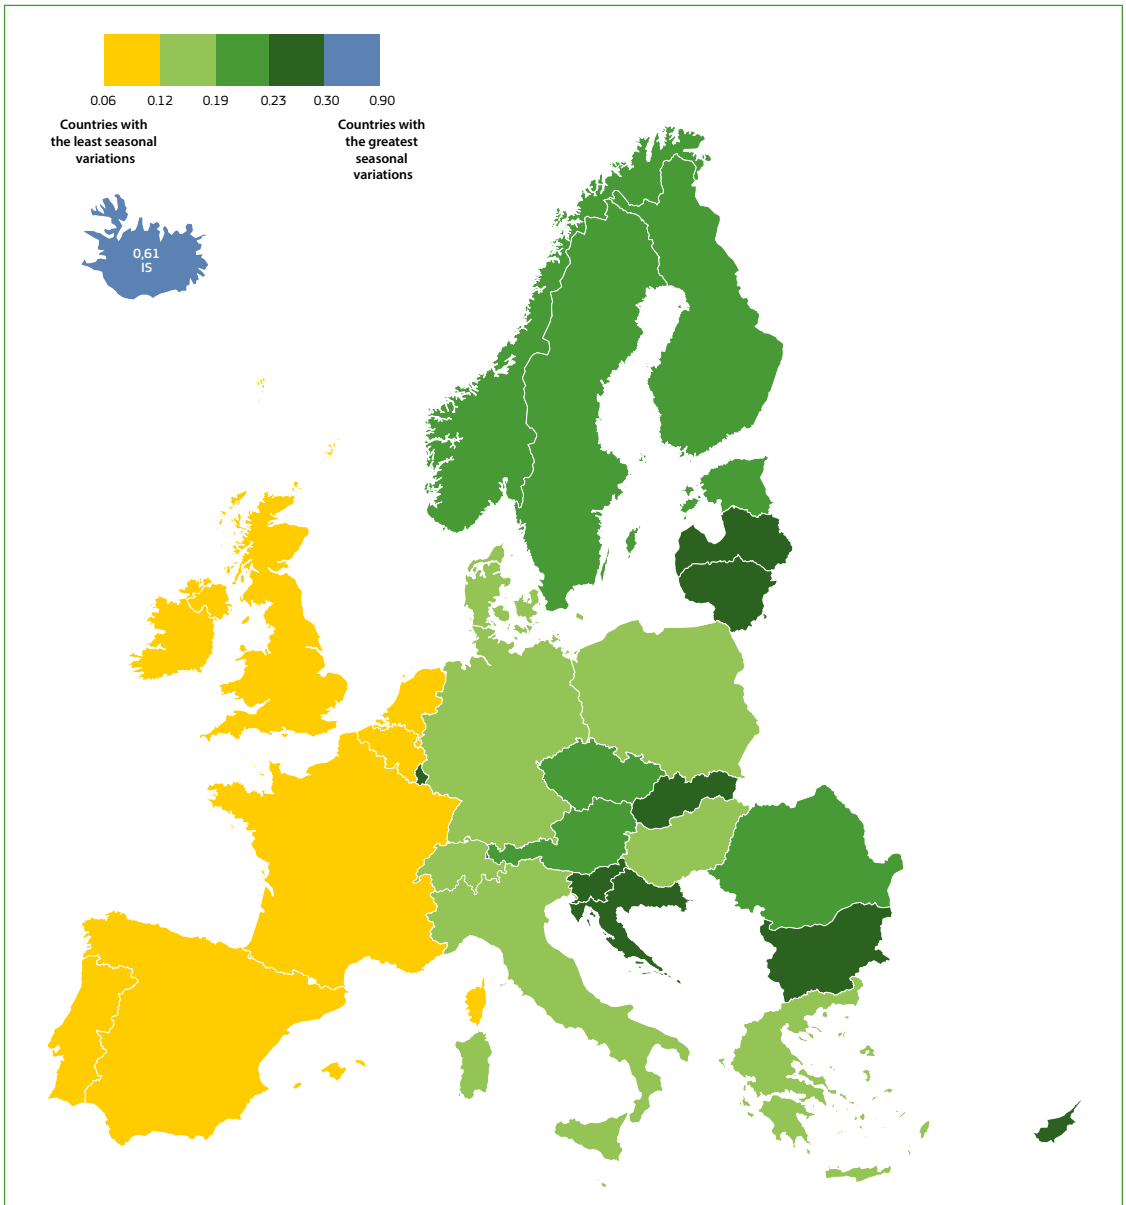 0.06 0.12 0.19 0.23 0.30 0.90
Countries with
the least seasonal
variations
Countries with
the greatest
seasonal
variations
0,61
IS